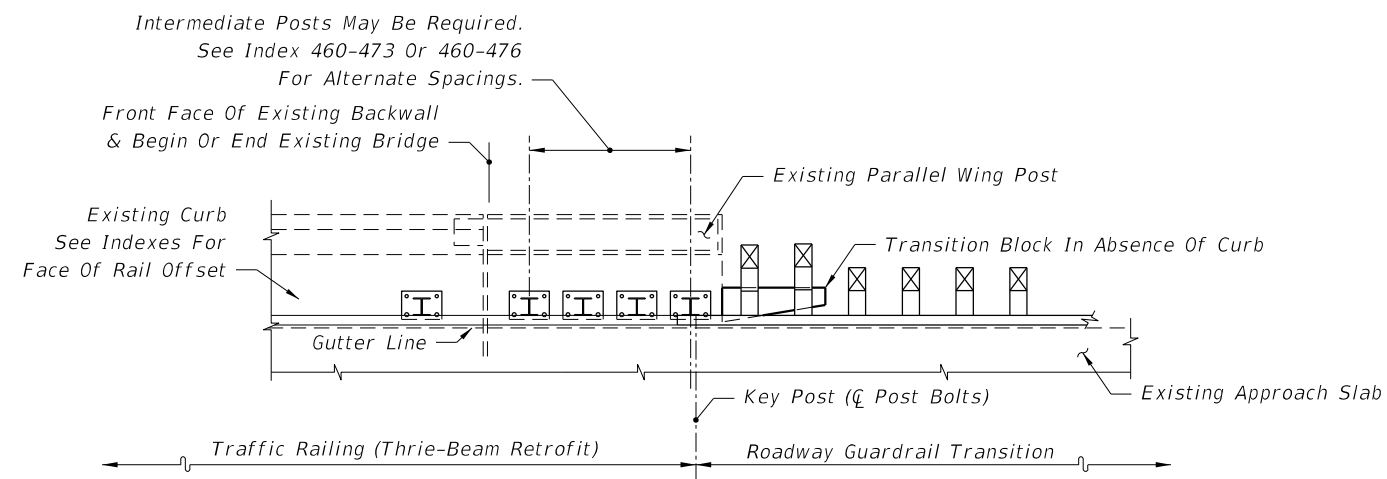 Intermediate Posts May Be Required.
See Index 460-473 Or 460-476
For Alternate Spacings.
Front Face Of Existing Backwall
& Begin Or End Existing Bridge
Existing Parallel Wing Post
Existing Curb
See Indexes For
Face Of Rail Offset
Transition Block In Absence Of Curb
Gutter Line
Key Post (℄ Post Bolts)
Existing Approach Slab
Traffic Railing (Thrie-Beam Retrofit)
Roadway Guardrail Transition